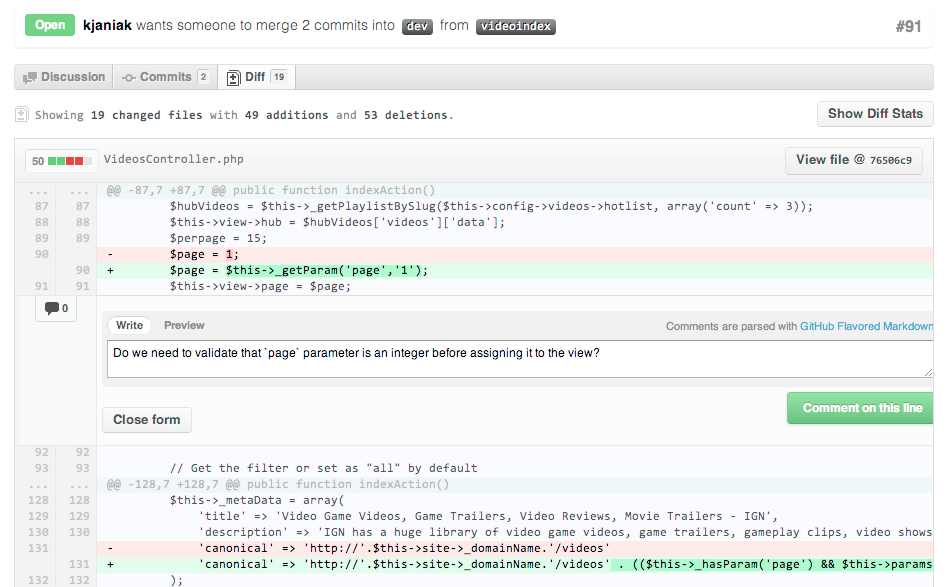 Open kjaniak wants someone to merge 2 commits into dev from videoindex #91
Discussion Commits 2 Diff 19
Showing 19 changed files with 49 additions and 53 deletions. Show Diff Stats
50 VideosController.php View file @ 76506c9
... ... @@ -87,7 +87,7 @@ public function indexAction()
87 87 $hubVideos = $this->_getPlaylistBySlug($this->config->videos->hotlist, array('count' => 3));
88 88 $this->view->hub = $hubVideos['videos']['data'];
89 89 $perpage = 15;
90 - $page = 1;
90 + $page = $this->_getParam('page','1');
91 91 $this->view->page = $page;
0
Write Preview Comments are parsed with GitHub Flavored Markdown
Do we need to validate that `page` parameter is an integer before assigning it to the view?
Close form Comment on this line
92 92
93 93 // Get the filter or set as "all" by default
... ... @@ -128,7 +128,7 @@ public function indexAction()
128 128 $this->_metaData = array(
129 129 'title' => 'Video Game Videos, Game Trailers, Video Reviews, Movie Trailers - IGN',
130 130 'description' => 'IGN has a huge library of video game videos, game trailers, gameplay clips, video shows
131 - 'canonical' => 'http://'.$this->site->_domainName.'/videos'
131 + 'canonical' => 'http://'.$this->site->_domainName.'/videos' . (($this->_hasParam('page') && $this->params
132 132 );